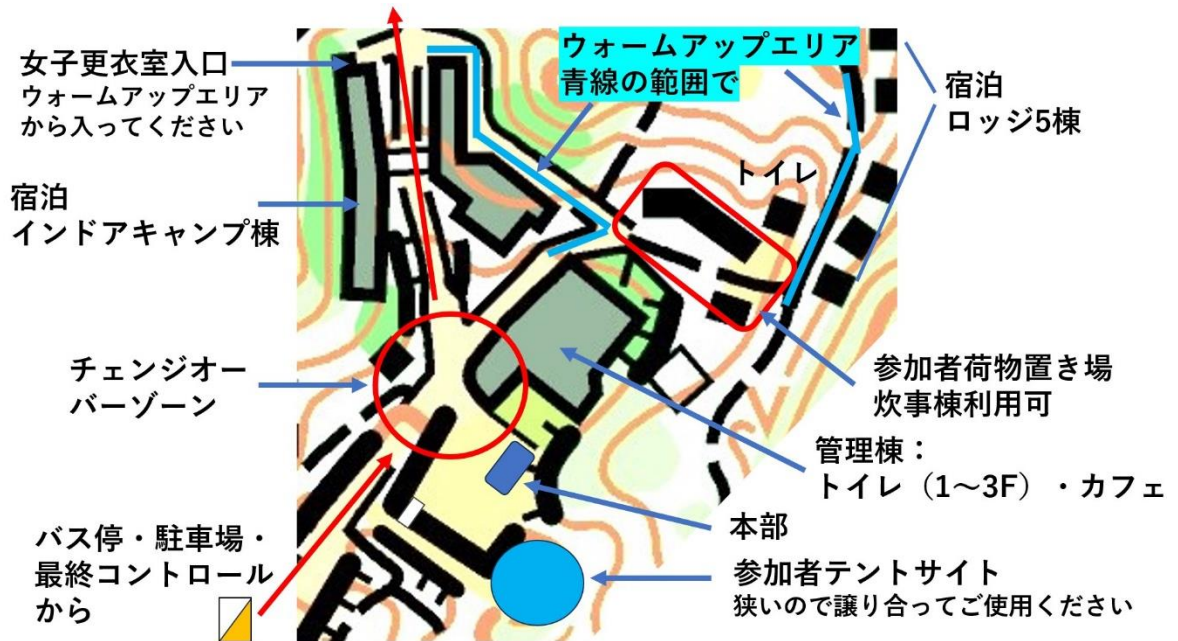 女子更衣室入口
ウォームアップエリア
から入ってください
宿泊
インドアキャンプ棟
チェンジオー
バーゾーン
バス停・駐車場・
最終コントロール
から
ウォームアップエリア
青線の範囲で
トイレ
宿泊
ロッジ5棟
参加者荷物置き場
炊事棟利用可
管理棟：
トイレ（1～3F）・カフェ
本部
参加者テントサイト
狭いので譲り合ってご使用ください